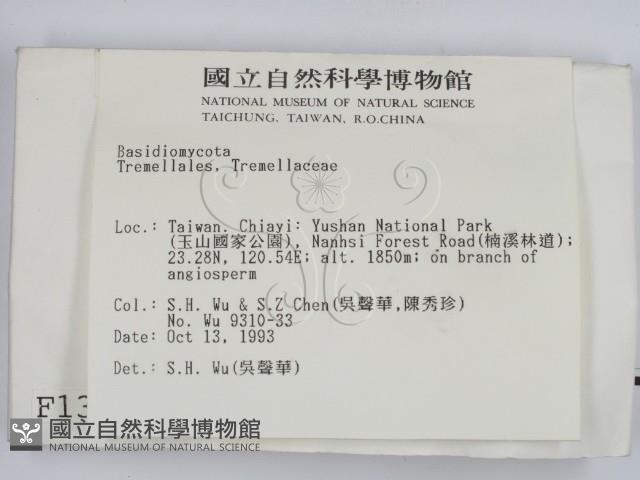 國立自然科學博物館
NATIONAL MUSEUM OF NATURAL SCIENCE
TAICHUNG, TAIWAN, R.O.CHINA
Basidiomycota
Tremellales, Tremellaceae
Loc.: Taiwan. Chiayi: Yushan National Park
(玉山國家公園), Nanhsi Forest Road(楠溪林道);
23.28N, 120.54E; alt. 1850m; on branch of
angiosperm
Col.: S.H. Wu & S.Z Chen(吳聲華,陳秀珍)
No. Wu 9310-33
Date: Oct 13, 1993
Det.: S.H. Wu(吳聲華)
F13
國立自然科學博物館
NATIONAL MUSEUM OF NATURAL SCIENCE